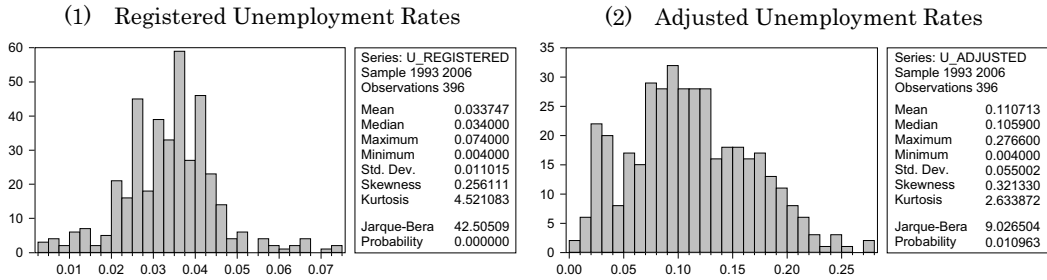 (1) Registered Unemployment Rates
60
50
40
30
20
10
0
0.01 0.02 0.03 0.04 0.05 0.06 0.07
Series: U_REGISTERED
Sample 1993 2006
Observations 396
Mean 0.033747
Median 0.034000
Maximum 0.074000
Minimum 0.004000
Std. Dev. 0.011015
Skewness 0.256111
Kurtosis 4.521083
Jarque-Bera 42.50509
Probability 0.000000
(2) Adjusted Unemployment Rates
35
30
25
20
15
10
5
0
0.00 0.05 0.10 0.15 0.20 0.25
Series: U_ADJUSTED
Sample 1993 2006
Observations 396
Mean 0.110713
Median 0.105900
Maximum 0.276600
Minimum 0.004000
Std. Dev. 0.055002
Skewness 0.321330
Kurtosis 2.633872
Jarque-Bera 9.026504
Probability 0.010963